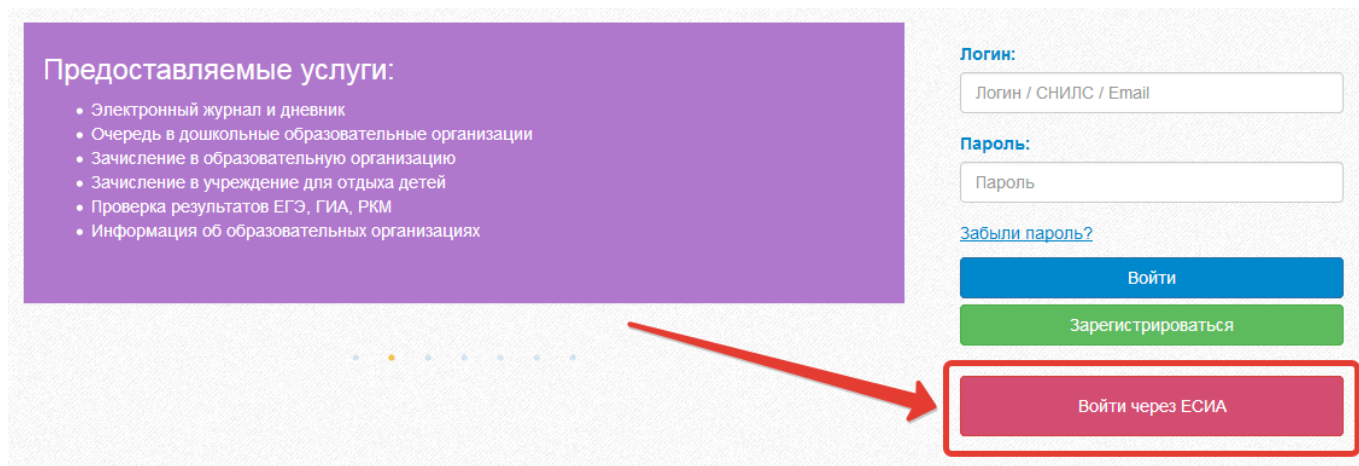 Предоставляемые услуги:
Электронный журнал и дневник
Очередь в дошкольные образовательные организации
Зачисление в образовательную организацию
Зачисление в учреждение для отдыха детей
Проверка результатов ЕГЭ, ГИА, РКМ
Информация об образовательных организациях
Логин:
Логин / СНИЛС / Email
Пароль:
Пароль
Забыли пароль?
Войти
Зарегистрироваться
Войти через ЕСИА